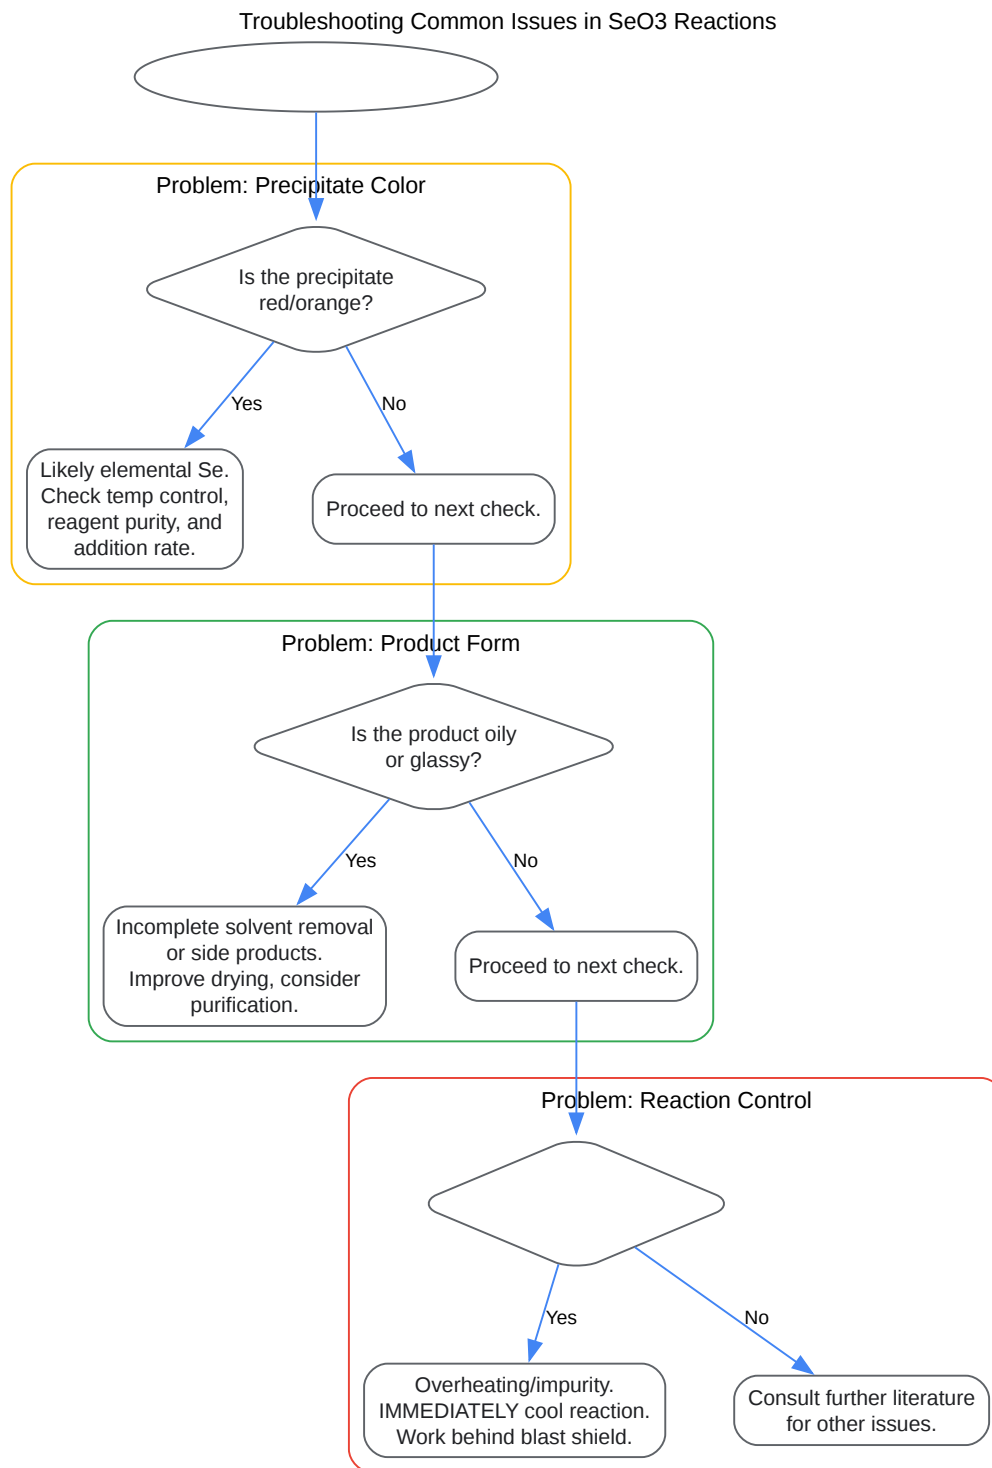 Troubleshooting Common Issues in SeO3 Reactions
Problem: Precipitate Color
Is the precipitate
red/orange?
Yes
No
Likely elemental Se.
Check temp control,
reagent purity, and
addition rate.
Proceed to next check.
Problem: Product Form
Is the product oily
or glassy?
Yes
No
Incomplete solvent removal
or side products.
Improve drying, consider
purification.
Proceed to next check.
Problem: Reaction Control
Yes
No
Overheating/impurity.
IMMEDIATELY cool reaction.
Work behind blast shield.
Consult further literature
for other issues.